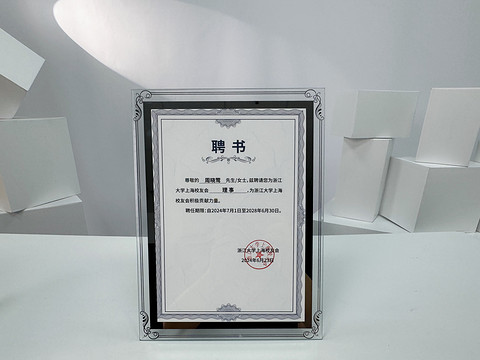 聘书
尊敬的 周晓莺 先生/女士，兹聘请您为浙江
大学上海校友会 理事 ，为浙江大学上海
校友会积极贡献力量。
聘任期限：自2024年7月1日至2028年6月30日。
浙江大学上海校友会
2024年6月29日